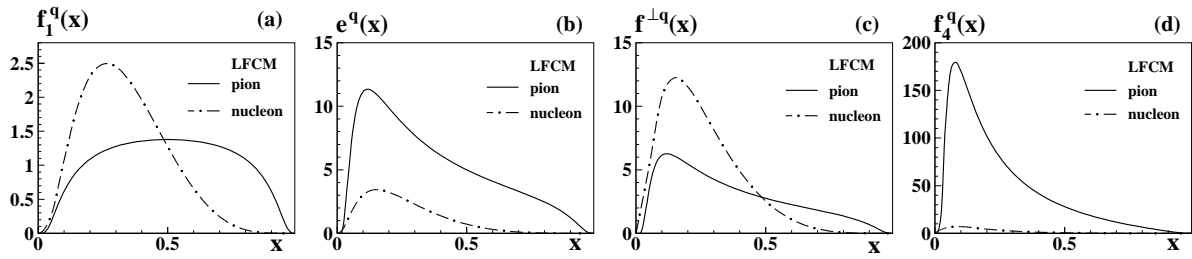 f₁^q(x) (a)
2.5
2
1.5
1
0.5
0
0 0.5 x
LFCM
pion
nucleon
e^q(x) (b)
15
10
5
0
0 0.5 x
LFCM
pion
nucleon
f^⊥q(x) (c)
15
10
5
0
0 0.5 x
LFCM
pion
nucleon
f₄^q(x) (d)
200
150
100
50
0
0 0.5 x
LFCM
pion
nucleon